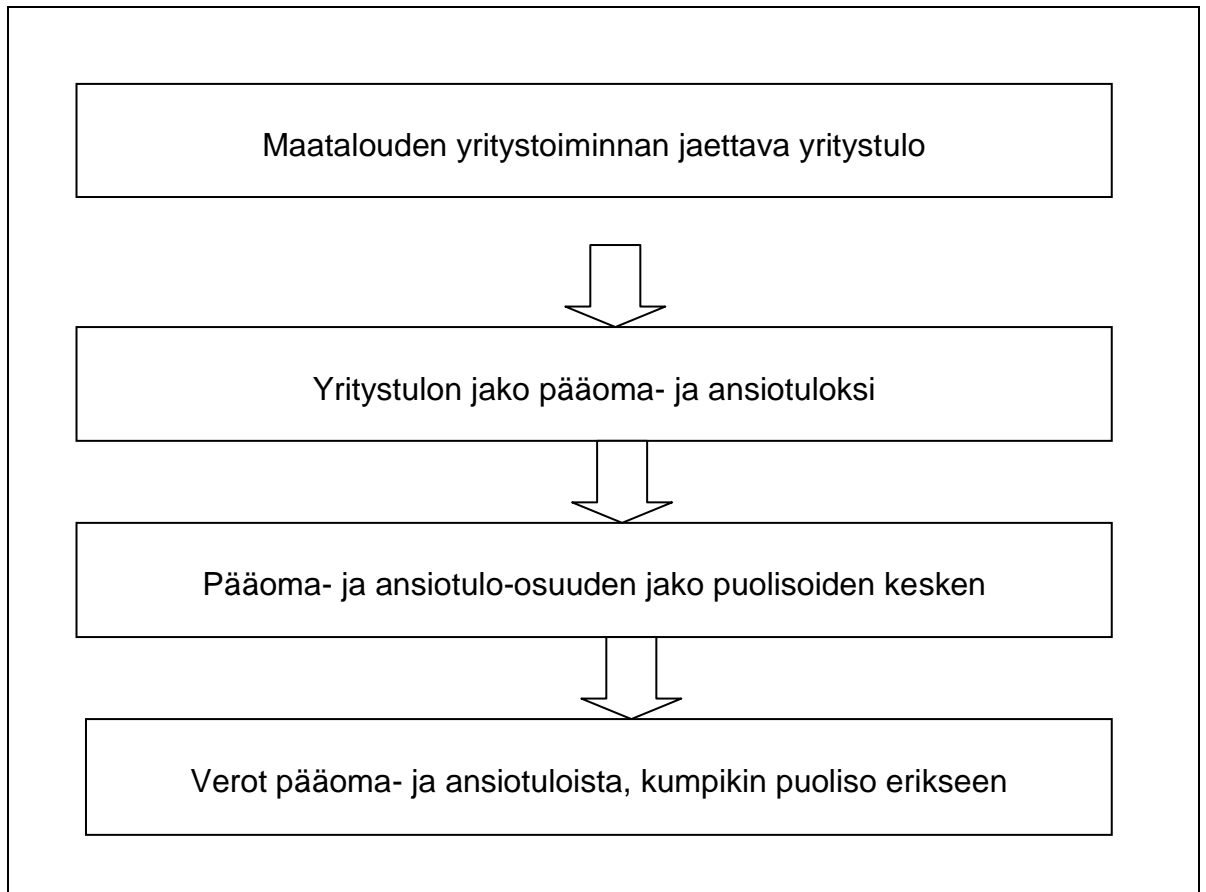 Maatalouden yritystoiminnan jaettava yritystulo
Yritystulon jako pääoma- ja ansiotuloksi
Pääoma- ja ansiotulo-osuuden jako puolisoiden kesken
Verot pääoma- ja ansiotuloista, kumpikin puoliso erikseen